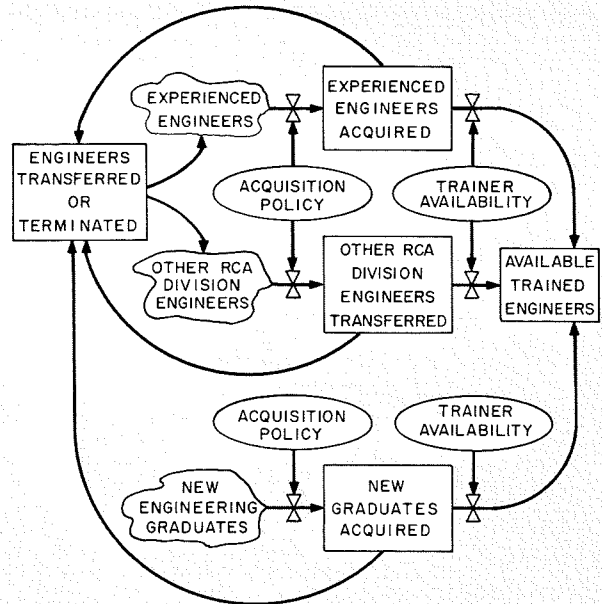 EXPERIENCED
ENGINEERS
EXPERIENCED
ENGINEERS
ACQUIRED
ENGINEERS
TRANSFERRED
OR
TERMINATED
ACQUISITION
POLICY
TRAINER
AVAILABILITY
OTHER RCA
DIVISION
ENGINEERS
OTHER RCA
DIVISION
ENGINEERS
TRANSFERRED
AVAILABLE
TRAINED
ENGINEERS
ACQUISITION
POLICY
TRAINER
AVAILABILITY
NEW
ENGINEERING
GRADUATES
NEW
GRADUATES
ACQUIRED